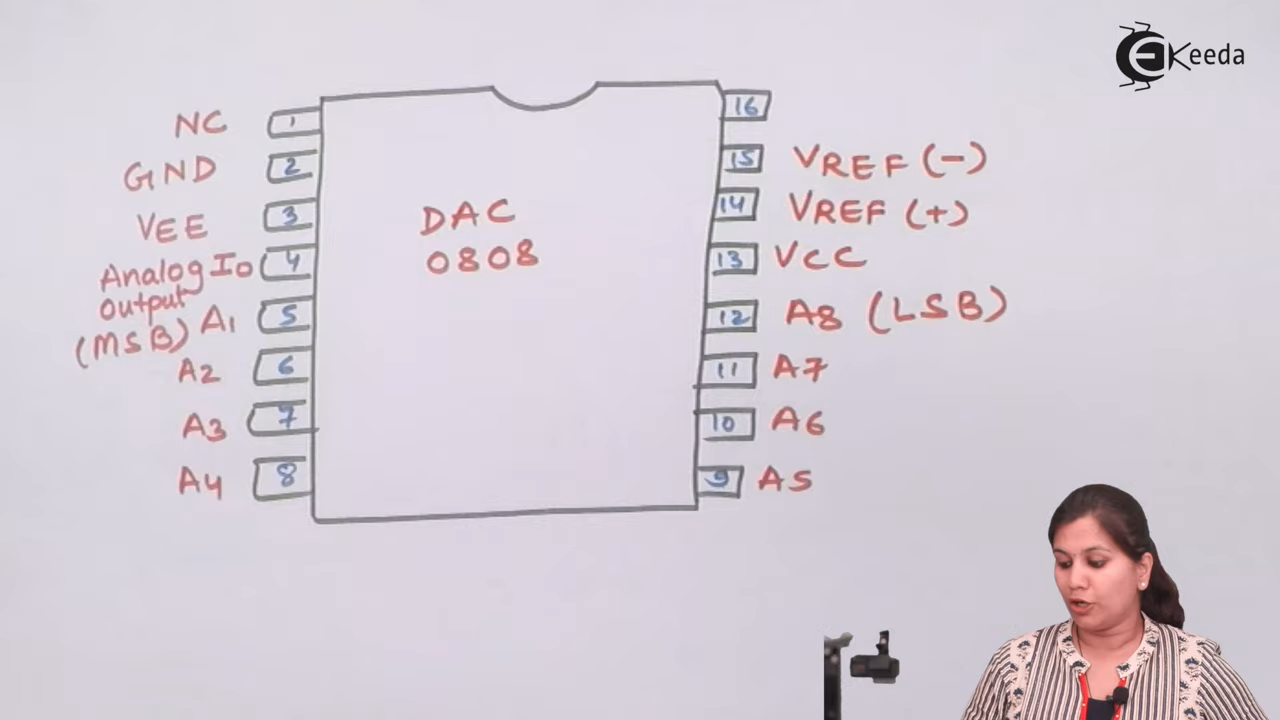 EKeeda
NC 1
GND 2
VEE 3
Analog Io 4
Output
(MSB) A1 5
A2 6
A3 7
A4 8
DAC
0808
16
15 VREF (-)
14 VREF (+)
13 VCC
12 A8 (LSB)
11 A7
10 A6
9 A5